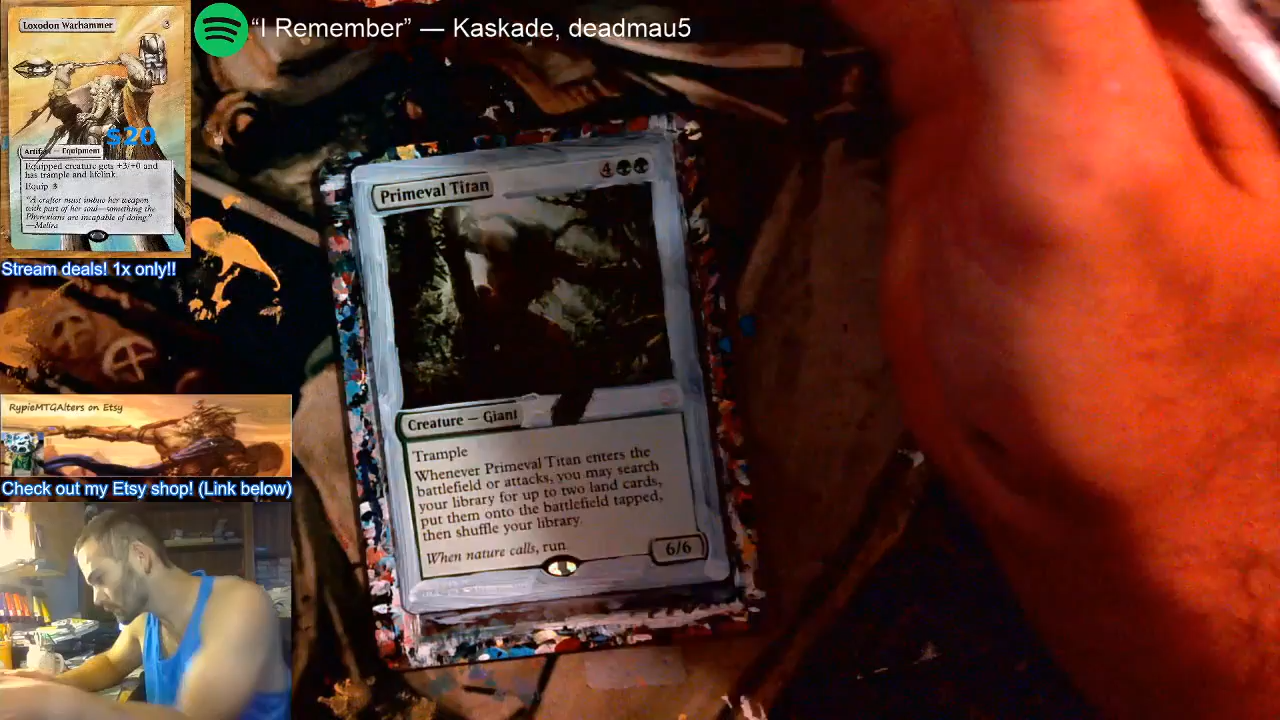 Loxodon Warhammer 3
$20
Artifact — Equipment
Equipped creature gets +3/+0 and
has trample and lifelink.
Equip 3
"A crafter must imbue her weapon
with part of her soul—something the
Phyrexians are incapable of doing."
—Melira
Stream deals! 1x only!!
RypieMTGAlters on Etsy
Check out my Etsy shop! (Link below)
“I Remember” — Kaskade, deadmau5
Primeval Titan 4
Creature — Giant
Trample
Whenever Primeval Titan enters the
battlefield or attacks, you may search
your library for up to two land cards,
put them onto the battlefield tapped,
then shuffle your library.
When nature calls, run
6/6